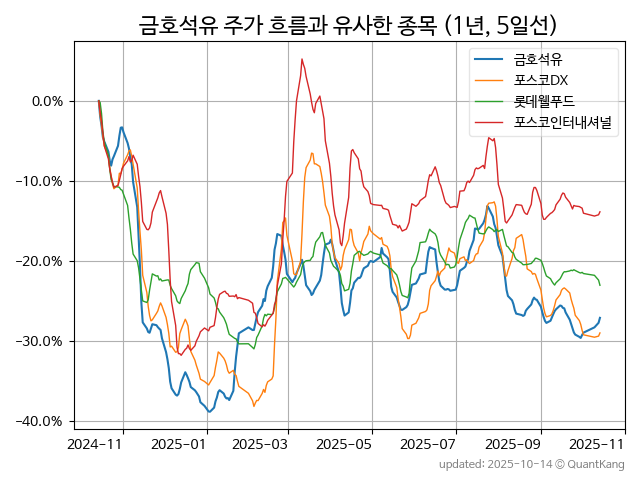 금호석유 주가 흐름과 유사한 종목 (1년, 5일선)
금호석유
포스코DX
롯데웰푸드
포스코인터내셔널
0.0%
−10.0%
−20.0%
−30.0%
−40.0%
2024-11 2025-01 2025-03 2025-05 2025-07 2025-09 2025-11
updated: 2025-10-14 © QuantKang